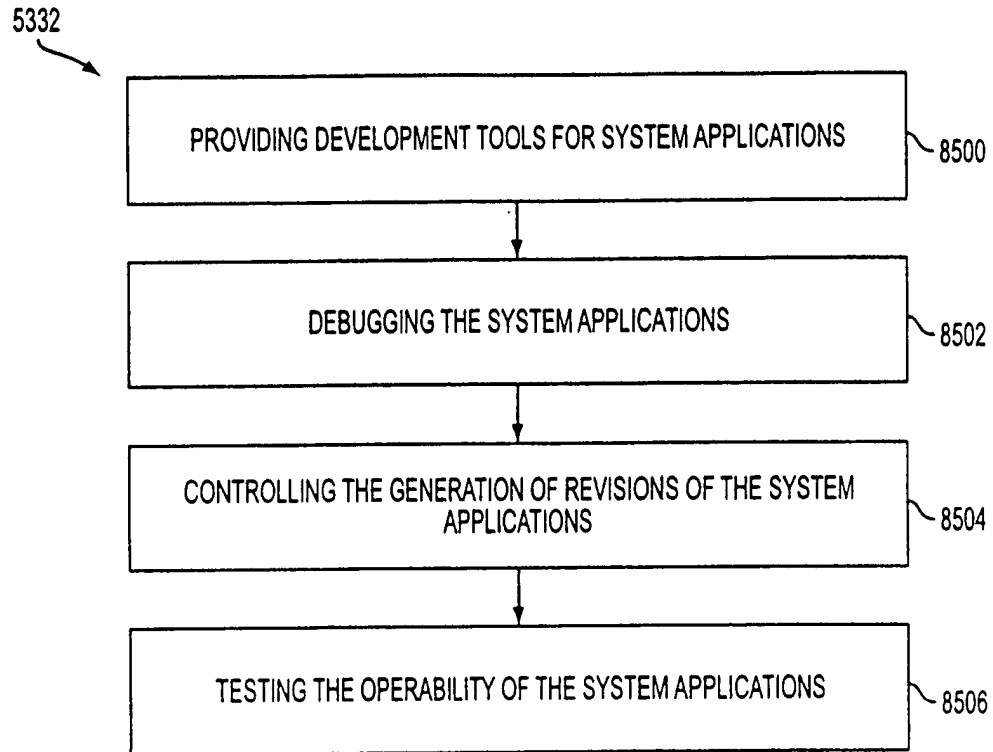 5332
PROVIDING DEVELOPMENT TOOLS FOR SYSTEM APPLICATIONS
8500
DEBUGGING THE SYSTEM APPLICATIONS
8502
CONTROLLING THE GENERATION OF REVISIONS OF THE SYSTEM
APPLICATIONS
8504
TESTING THE OPERABILITY OF THE SYSTEM APPLICATIONS
8506